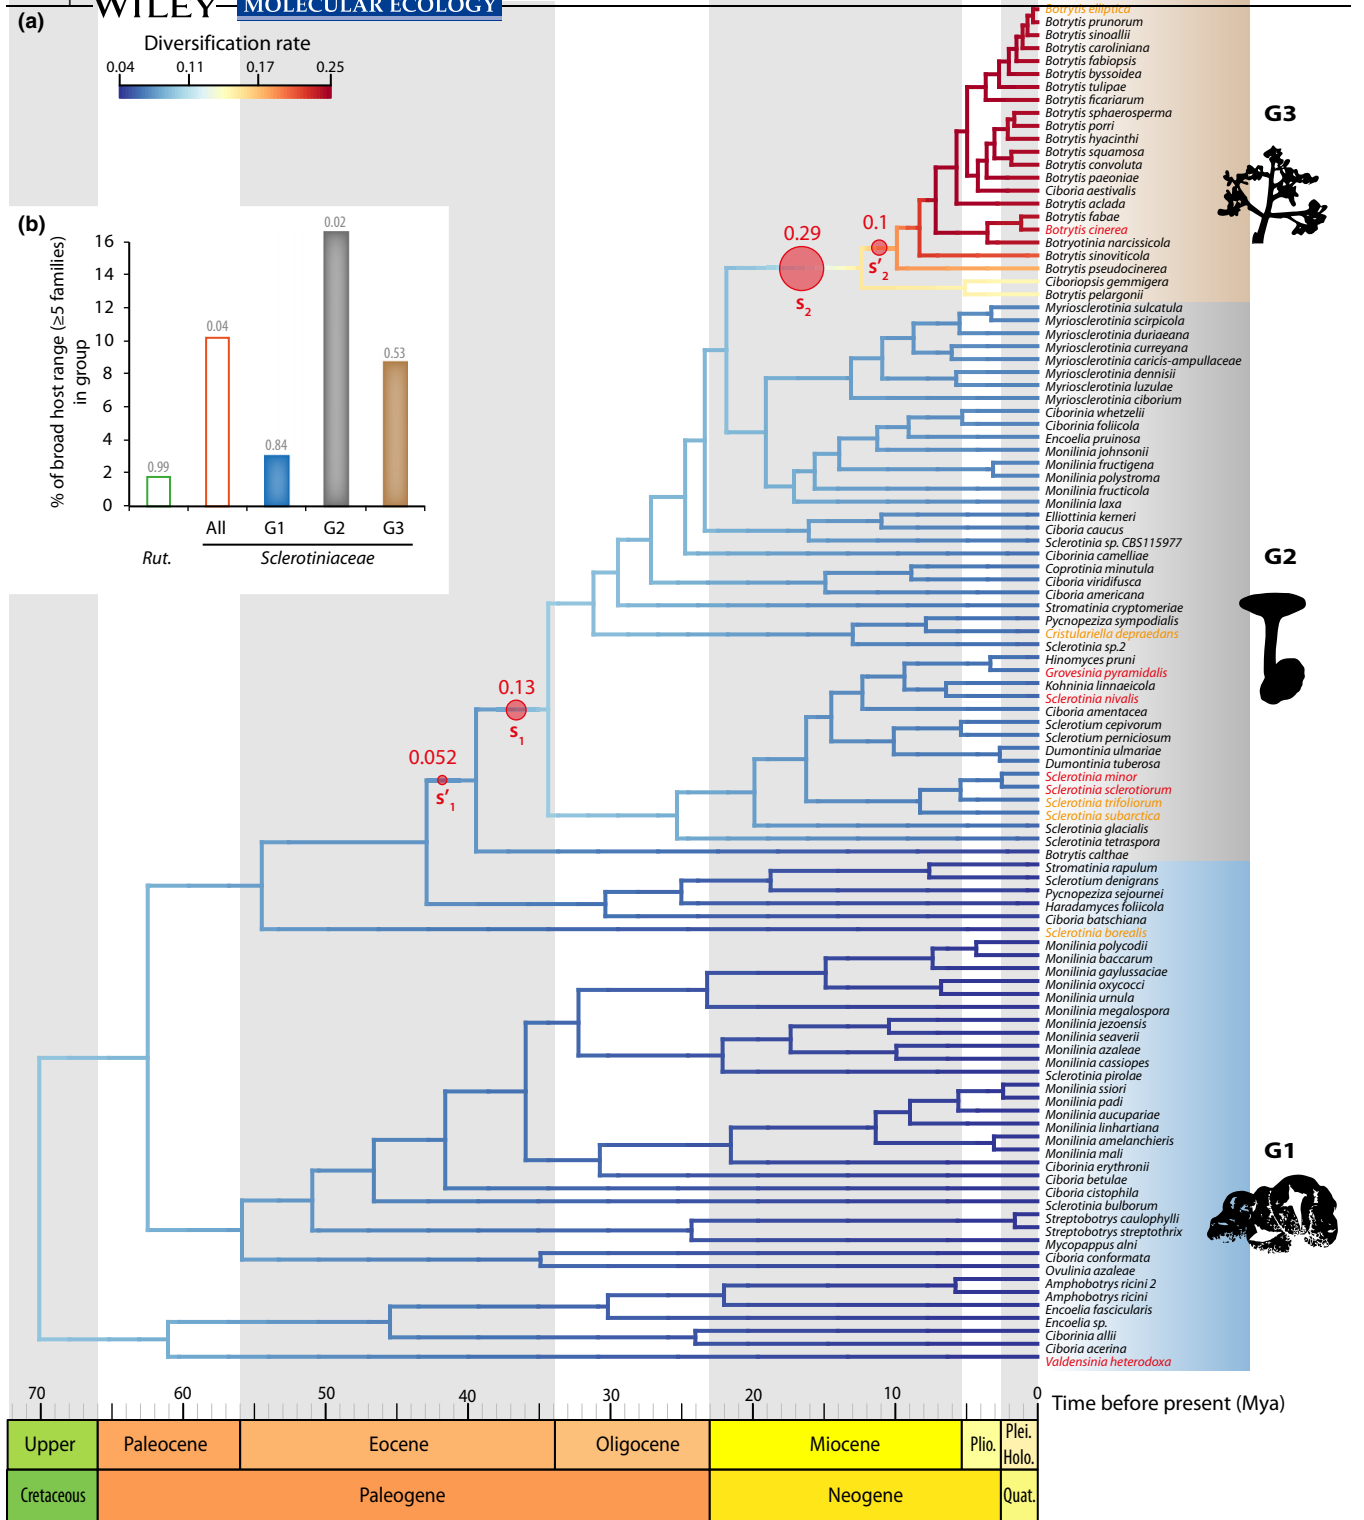 WILEY MOLECULAR ECOLOGY
(a)
Diversification rate
0.04 0.11 0.17 0.25
(b)
% of broad host range (≥5 families)
in group
16
14
12
10
8
6
4
2
0
0.99
0.04
0.84
0.02
0.53
All G1 G2 G3
Rut. Sclerotiniaceae
0.29
s2
0.1
s'2
0.13
s1
0.052
s'1
Botrytis elliptica
Botrytis prunorum
Botrytis sinoallii
Botrytis caroliniana
Botrytis fabiopsis
Botrytis byssoidea
Botrytis tulipae
Botrytis ficariarum
Botrytis sphaerosperma
Botrytis porri
Botrytis hyacinthi
Botrytis squamosa
Botrytis convoluta
Botrytis paeoniae
Ciboria aestivalis
Botrytis aclada
Botrytis fabae
Botrytis cinerea
Botryotinia narcissicola
Botrytis sinoviticola
Botrytis pseudocinerea
Ciboriopsis gemmigera
Botrytis pelargonii
G3
Myriosclerotinia sulcatula
Myriosclerotinia scirpicola
Myriosclerotinia duriaeana
Myriosclerotinia curreyana
Myriosclerotinia caricis-ampullaceae
Myriosclerotinia dennisii
Myriosclerotinia luzulae
Myriosclerotinia ciborium
Ciborinia whetzelii
Ciborinia foliicola
Encoelia pruinosa
Monilinia johnsonii
Monilinia fructigena
Monilinia polystroma
Monilinia fructicola
Monilinia laxa
Elliottinia kerneri
Ciboria caucus
Sclerotinia sp. CBS115977
Ciborinia camelliae
Coprotinia minutula
Ciboria viridifusca
Ciboria americana
Stromatinia cryptomeriae
Pycnopeziza sympodialis
Cristulariella depraedans
Sclerotinia sp.2
Hinomyces pruni
Grovesinia pyramidalis
Kohninia linnaeicola
Sclerotinia nivalis
Ciboria amentacea
Sclerotium cepivorum
Sclerotium perniciosum
Dumontinia ulmariae
Dumontinia tuberosa
Sclerotinia minor
Sclerotinia sclerotiorum
Sclerotinia trifoliorum
Sclerotinia subarctica
Sclerotinia glacialis
Sclerotinia tetraspora
Botrytis calthae
G2
Stromatinia rapulum
Sclerotium denigrans
Pycnopeziza sejournei
Haradamyces foliicola
Ciboria batschiana
Sclerotinia borealis
Monilinia polycodii
Monilinia baccarum
Monilinia gaylussaciae
Monilinia oxycocci
Monilinia urnula
Monilinia megalospora
Monilinia jezoensis
Monilinia seaverii
Monilinia azaleae
Monilinia cassiopes
Sclerotinia pirolae
Monilinia ssiori
Monilinia padi
Monilinia aucupariae
Monilinia linhartiana
Monilinia amelanchieris
Monilinia mali
Ciborinia erythronii
Ciboria betulae
Ciboria cistophila
Sclerotinia bulborum
Streptobotrys caulophylli
Streptobotrys streptothrix
Mycopappus alni
Ciboria conformata
Ovulinia azaleae
Amphobotrys ricini 2
Amphobotrys ricini
Encoelia fascicularis
Encoelia sp.
Ciborinia allii
Ciboria acerina
Valdensinia heterodoxa
G1
70 60 50 40 30 20 10 0
Time before present (Mya)
Upper Paleocene Eocene Oligocene Miocene Plio. Plei.
Holo.
Cretaceous Paleogene Neogene Quat.